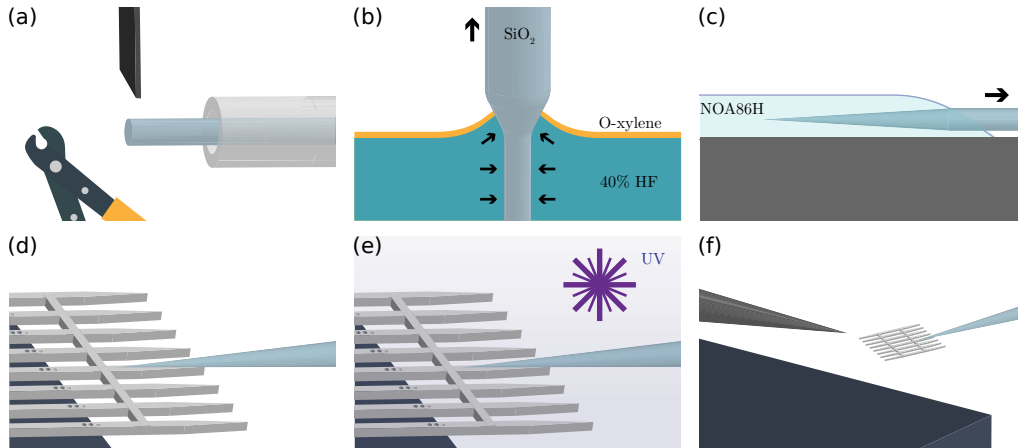 (a)
(b)
SiO₂
O-xylene
40% HF
(c)
NOA86H
(d)
(e)
UV
(f)